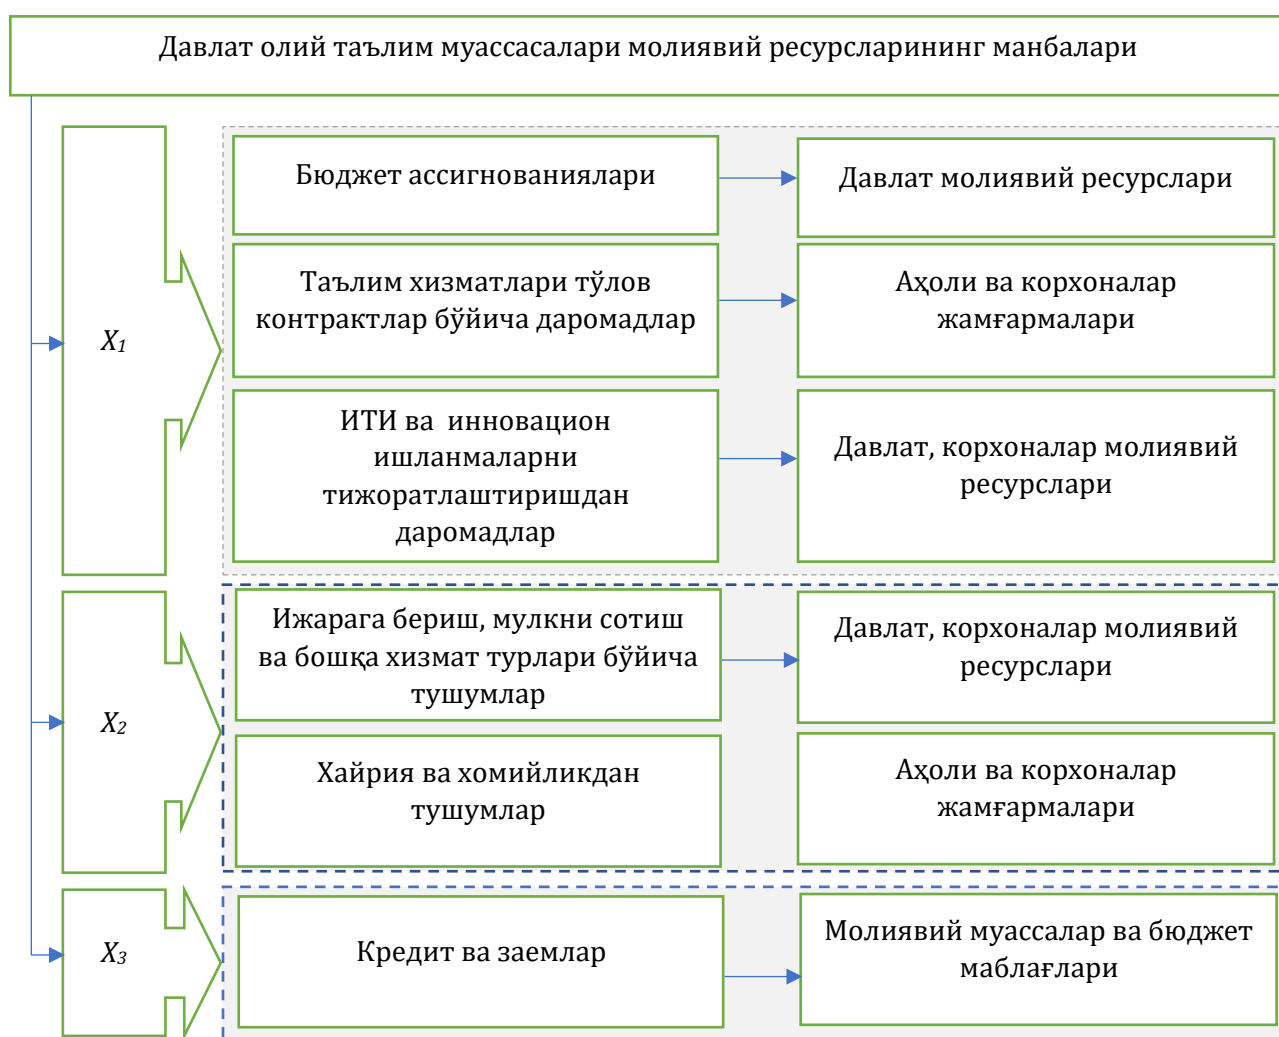 Давлат олий таълим муассасалари молиявий ресурсларининг манбалари
X1
Бюджет ассигнованиялари
Давлат молиявий ресурслари
Таълим хизматлари тўлов
контрактлар бўйича даромадлар
Аҳоли ва корхоналар
жамғармалари
ИТИ ва инновацион
ишланмаларни
тижоратлаштиришдан
даромадлар
Давлат, корхоналар молиявий
ресурслари
X2
Ижарага бериш, мулкни сотиш
ва бошқа хизмат турлари бўйича
тушумлар
Давлат, корхоналар молиявий
ресурслари
Хайрия ва хомийликдан
тушумлар
Аҳоли ва корхоналар
жамғармалари
X3
Кредит ва заемлар
Молиявий муассалар ва бюджет
маблағлари